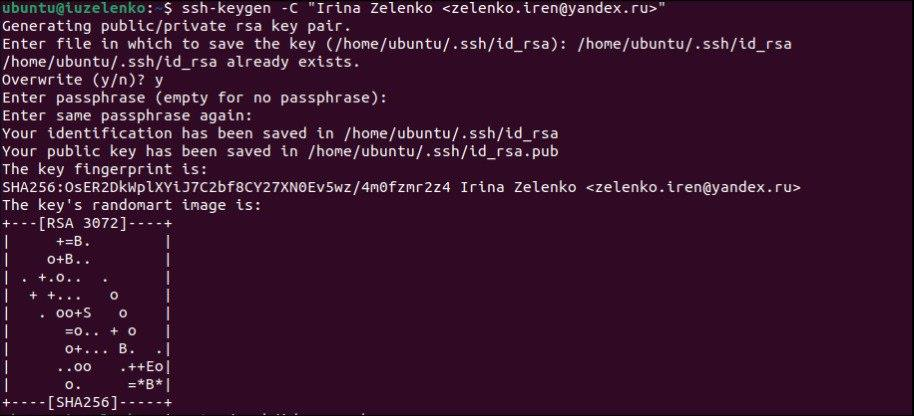 ubuntu@iuzelenko:~$ ssh-keygen -C "Irina Zelenko <zelenko.iren@yandex.ru>"
Generating public/private rsa key pair.
Enter file in which to save the key (/home/ubuntu/.ssh/id_rsa): /home/ubuntu/.ssh/id_rsa
/home/ubuntu/.ssh/id_rsa already exists.
Overwrite (y/n)? y
Enter passphrase (empty for no passphrase):
Enter same passphrase again:
Your identification has been saved in /home/ubuntu/.ssh/id_rsa
Your public key has been saved in /home/ubuntu/.ssh/id_rsa.pub
The key fingerprint is:
SHA256:OsER2DkWplXYiJ7C2bf8CY27XN0Ev5wz/4m0fzmr2z4 Irina Zelenko <zelenko.iren@yandex.ru>
The key's randomart image is:
+---[RSA 3072]----+
|     +=B.        |
|    o+B..        |
| . +.o..  .      |
|  + +...   o     |
|   . oo+S   o    |
|      =o.. + o   |
|      o+... B.  .|
|     ..oo   .++Eo|
|      o.     =*B*|
+----[SHA256]-----+